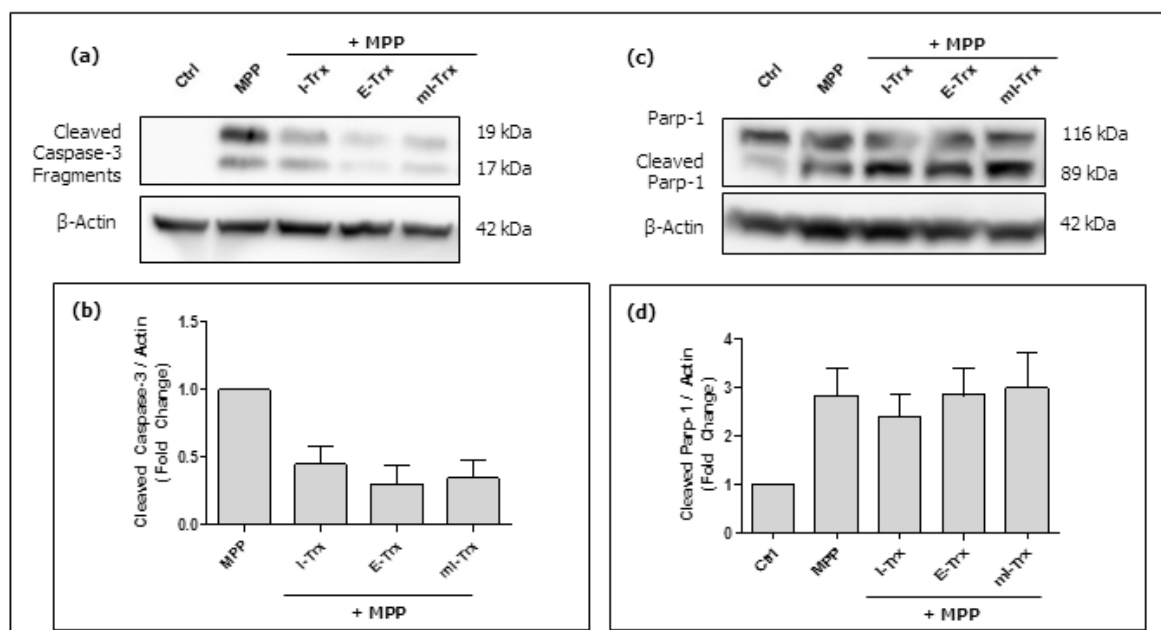 (a)
+ MPP
Ctrl
MPP
I-Trx
E-Trx
mI-Trx
Cleaved
Caspase-3
Fragments
19 kDa
17 kDa
β-Actin
42 kDa
(c)
+ MPP
Ctrl
MPP
I-Trx
E-Trx
mI-Trx
Parp-1
116 kDa
Cleaved
Parp-1
89 kDa
β-Actin
42 kDa
(b)
Cleaved Caspase-3 / Actin
(Fold Change)
1.5
1.0
0.5
0.0
MPP
I-Trx
E-Trx
mI-Trx
+ MPP
(d)
Cleaved Parp-1 / Actin
(Fold Change)
4
3
2
1
0
Ctrl
MPP
I-Trx
E-Trx
mI-Trx
+ MPP